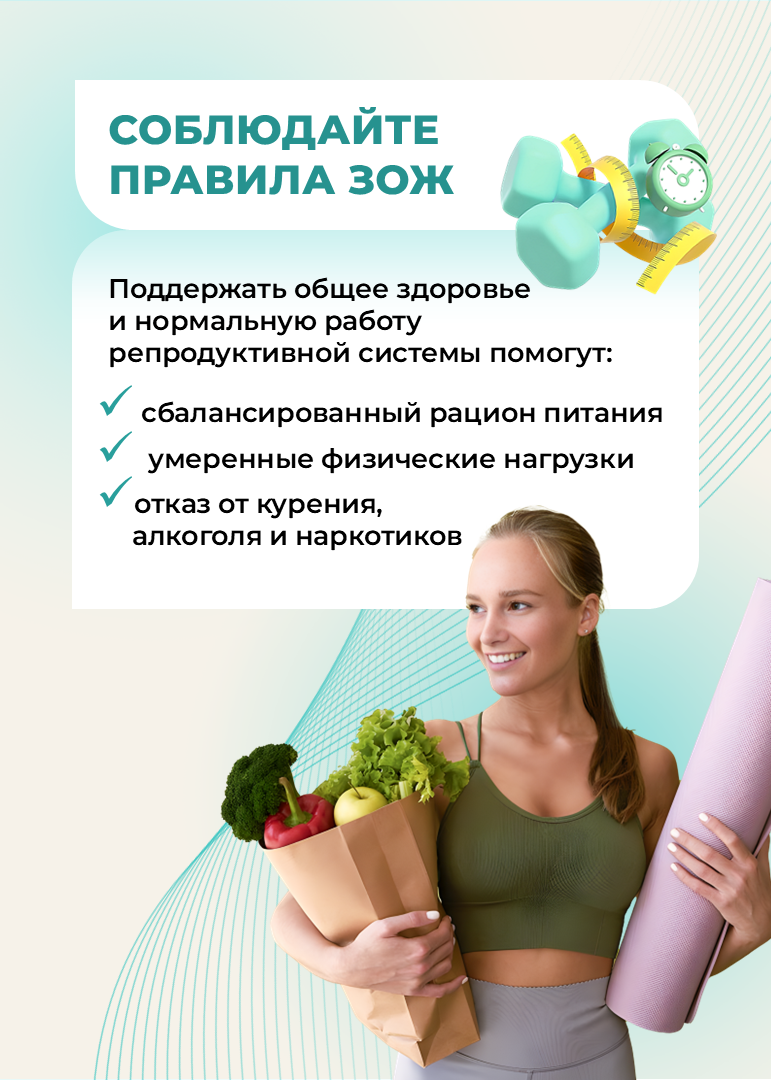 СОБЛЮДАЙТЕ
ПРАВИЛА ЗОЖ
Поддержать общее здоровье
и нормальную работу
репродуктивной системы помогут:
сбалансированный рацион питания
умеренные физические нагрузки
отказ от курения,
алкоголя и наркотиков